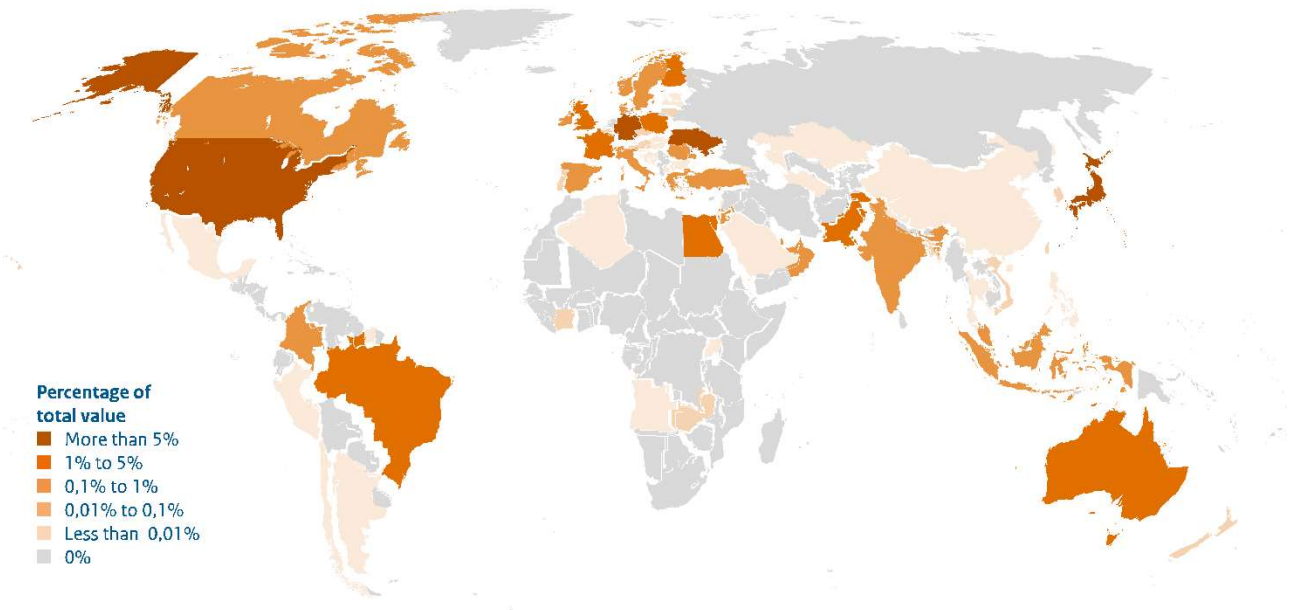 Percentage of
total value
More than 5%
1% to 5%
0,1% to 1%
0,01% to 0,1%
Less than 0,01%
0%